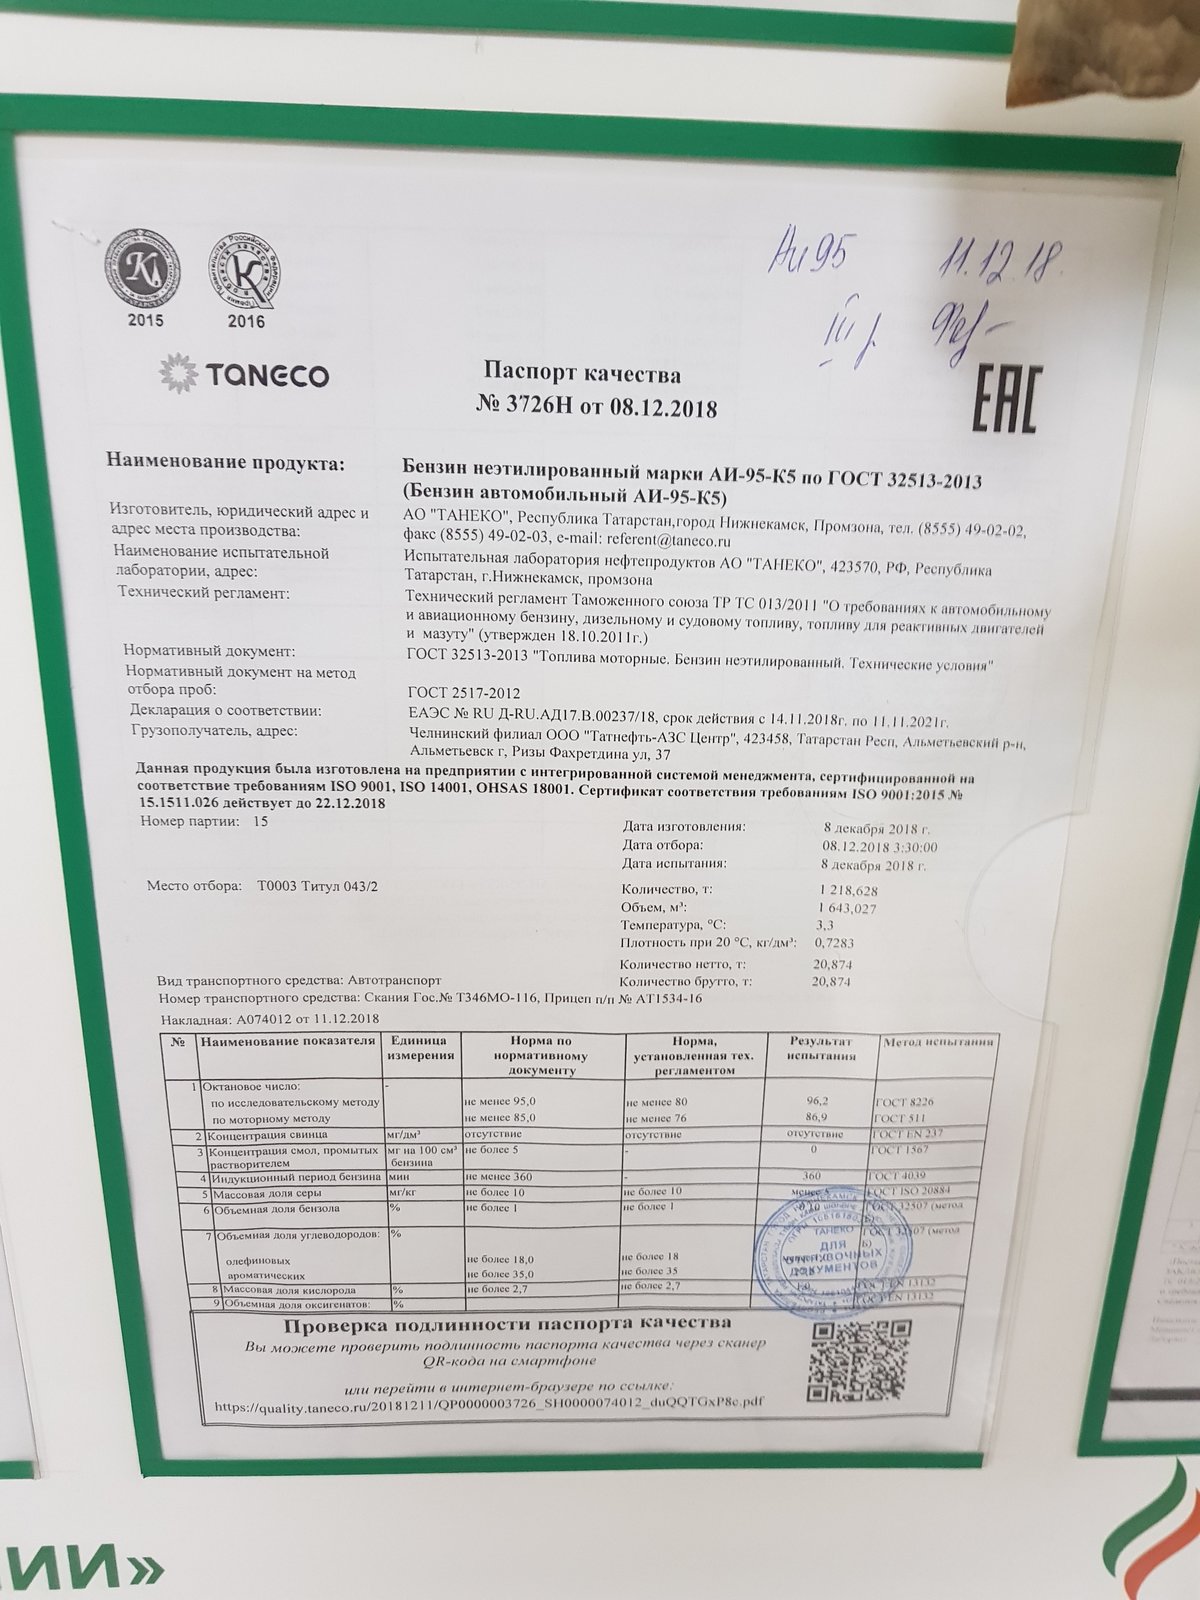 Аи95 11.12.18.
III р.
2015 2016
TANECO
Паспорт качества
№ 3726Н от 08.12.2018
ЕАС
Наименование продукта: Бензин неэтилированный марки АИ-95-К5 по ГОСТ 32513-2013
(Бензин автомобильный АИ-95-К5)
Изготовитель, юридический адрес и адрес места производства: АО "ТАНЕКО", Республика Татарстан,город Нижнекамск, Промзона, тел. (8555) 49-02-02,
факс (8555) 49-02-03, e-mail: referent@taneco.ru
Наименование испытательной лаборатории, адрес: Испытательная лаборатория нефтепродуктов АО "ТАНЕКО", 423570, РФ, Республика
Татарстан, г.Нижнекамск, промзона
Технический регламент: Технический регламент Таможенного союза ТР ТС 013/2011 "О требованиях к автомобильному
и авиационному бензину, дизельному и судовому топливу, топливу для реактивных двигателей
и мазуту" (утвержден 18.10.2011г.)
Нормативный документ: ГОСТ 32513-2013 "Топлива моторные. Бензин неэтилированный. Технические условия"
Нормативный документ на метод
отбора проб: ГОСТ 2517-2012
Декларация о соответствии: ЕАЭС № RU Д-RU.АД17.В.00237/18, срок действия с 14.11.2018г. по 11.11.2021г.
Грузополучатель, адрес: Челнинский филиал ООО "Татнефть-АЗС Центр", 423458, Татарстан Респ, Альметьевский р-н,
Альметьевск г, Ризы Фахретдина ул, 37
Данная продукция была изготовлена на предприятии с интегрированной системой менеджмента, сертифицированной на
соответствие требованиям ISO 9001, ISO 14001, OHSAS 18001. Сертификат соответствия требованиям ISO 9001:2015 №
15.1511.026 действует до 22.12.2018
Номер партии: 15
Дата изготовления: 8 декабря 2018 г.
Дата отбора: 08.12.2018 3:30:00
Дата испытания: 8 декабря 2018 г.
Место отбора: Т0003 Титул 043/2
Количество, т: 1 218,628
Объем, м³: 1 643,027
Температура, °С: 3,3
Плотность при 20 °С, кг/дм³: 0,7283
Количество нетто, т: 20,874
Вид транспортного средства: Автотранспорт Количество брутто, т: 20,874
Номер транспортного средства: Скания Гос.№ Т346МО-116, Прицеп п/п № АТ1534-16
Накладная: А074012 от 11.12.2018
№ Наименование показателя Единица измерения Норма по нормативному документу Норма, установленная тех. регламентом Результат испытания Метод испытания
1 Октановое число: -
по исследовательскому методу не менее 95,0 не менее 80 96,2 ГОСТ 8226
по моторному методу не менее 85,0 не менее 76 86,9 ГОСТ 511
2 Концентрация свинца мг/дм³ отсутствие отсутствие отсутствие ГОСТ EN 237
3 Концентрация смол, промытых растворителем мг на 100 см³ бензина не более 5 - 0 ГОСТ 1567
4 Индукционный период бензина мин не менее 360 - 360 ГОСТ 4039
5 Массовая доля серы мг/кг не более 10 не более 10 менее ГОСТ ISO 20884
6 Объемная доля бензола % не более 1 не более 1 32507 (метод
7 Объемная доля углеводородов: % (метод Б)
олефиновых не более 18,0 не более 18
ароматических не более 35,0 не более 35
8 Массовая доля кислорода % не более 2,7 не более 2,7 ГОСТ EN 13132
9 Объемная доля оксигенатов: % ГОСТ EN 13132
ТАНЕКО
ДЛЯ
ОТГРУЗОЧНЫХ
ДОКУМЕНТОВ
Проверка подлинности паспорта качества
Вы можете проверить подлинность паспорта качества через сканер
QR-кода на смартфоне
или перейти в интернет-браузере по ссылке:
https://quality.taneco.ru/20181211/QP0000003726_SH0000074012_duQQTGxP8c.pdf
ИИ»